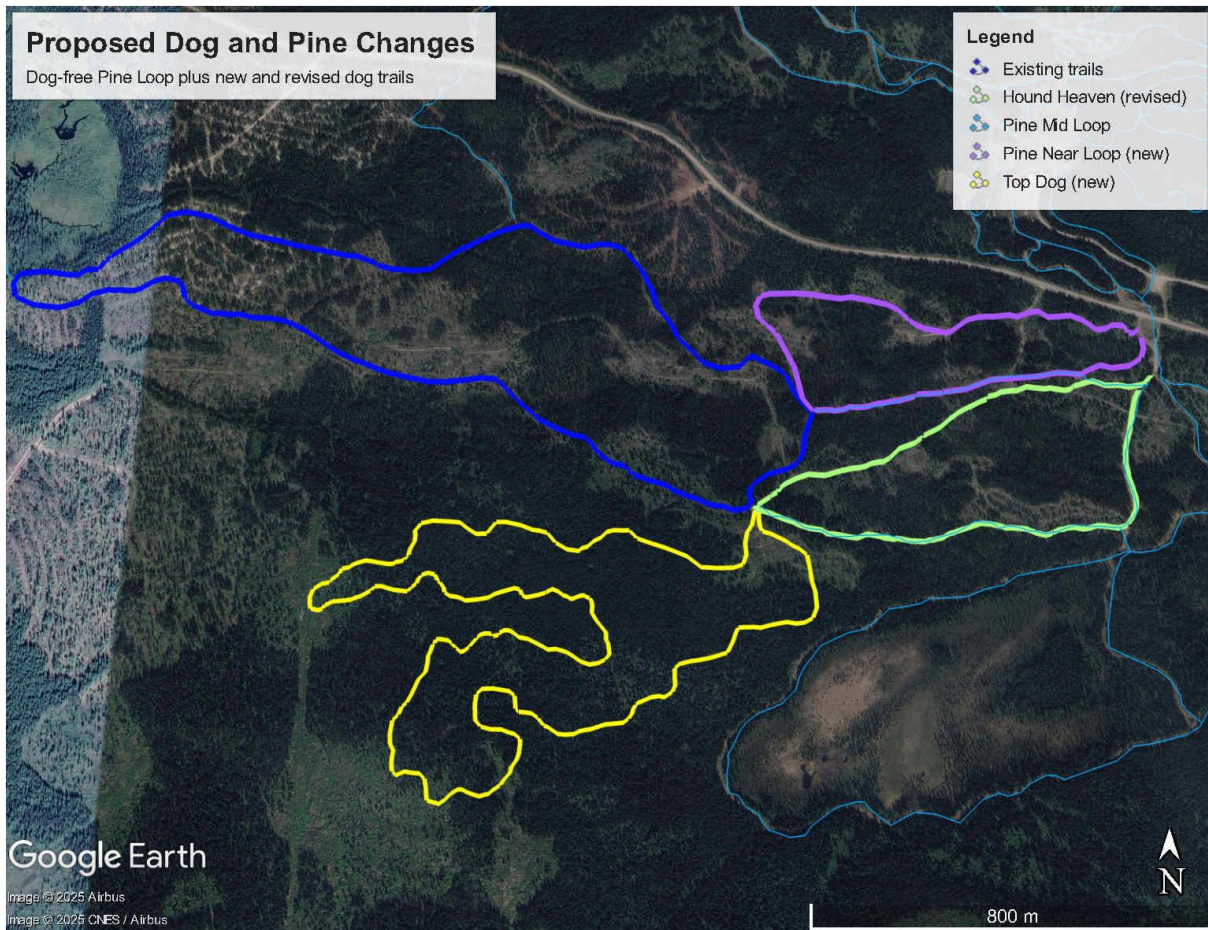 Proposed Dog and Pine Changes
Dog-free Pine Loop plus new and revised dog trails
Legend
Existing trails
Hound Heaven (revised)
Pine Mid Loop
Pine Near Loop (new)
Top Dog (new)
Google Earth
Image © 2025 Airbus
Image © 2025 CNES / Airbus
N
800 m